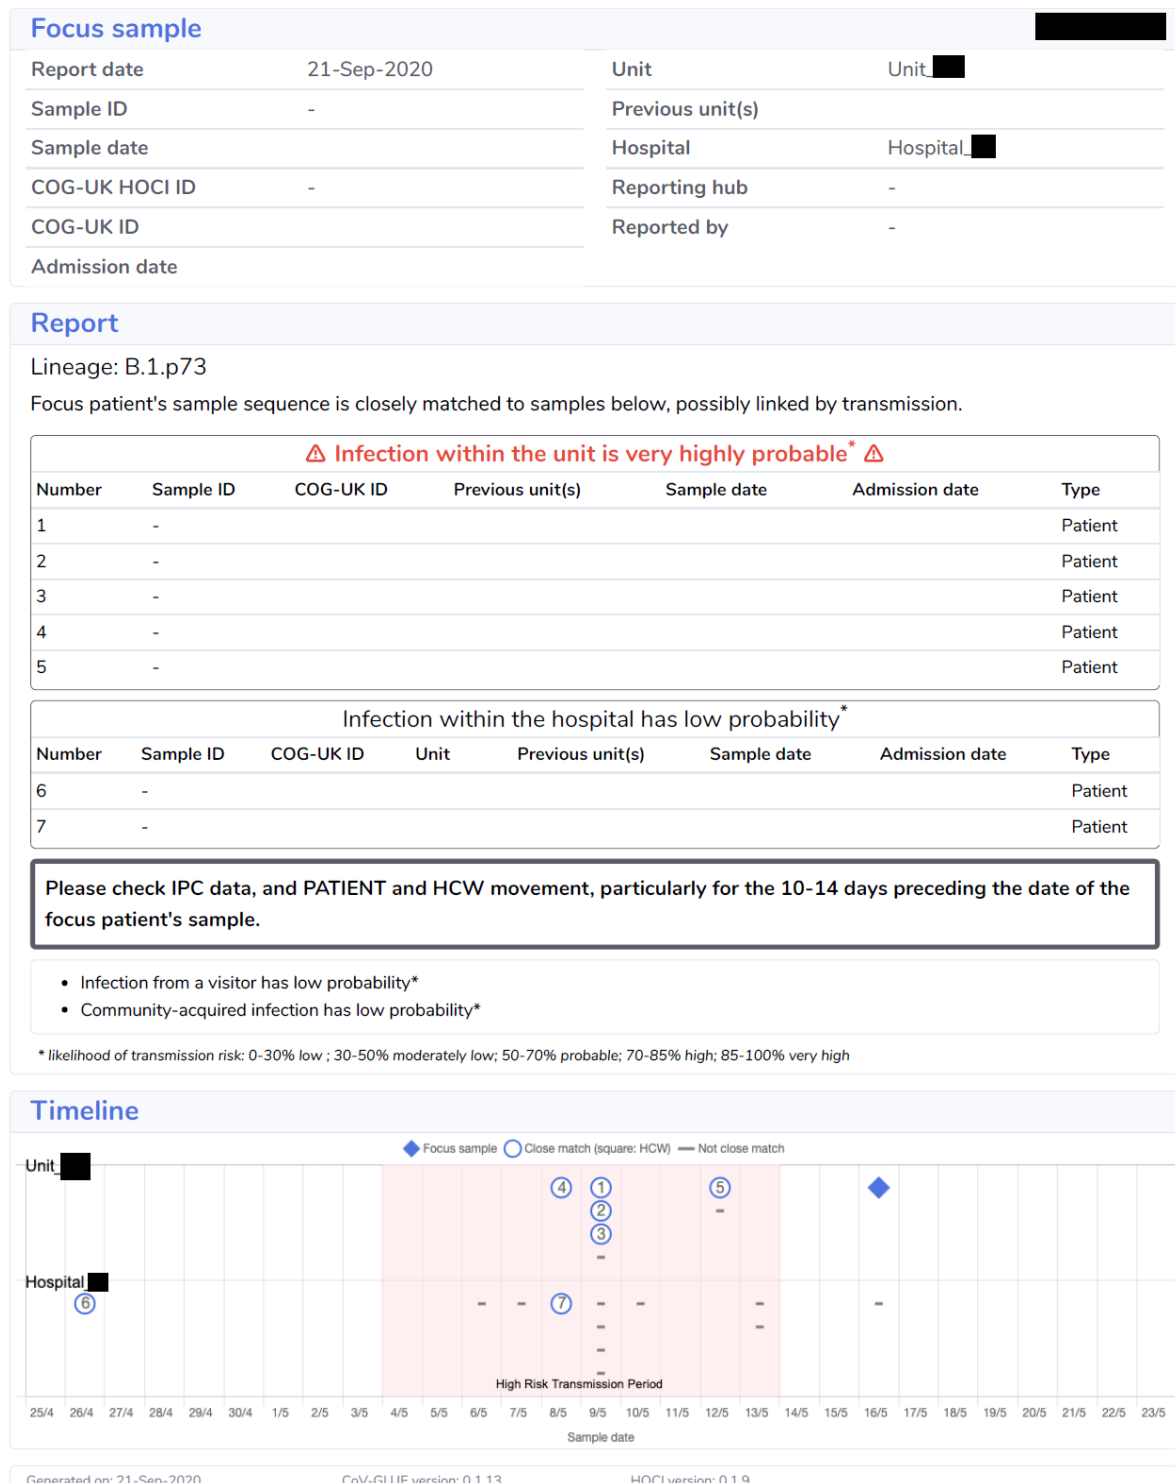 Focus sample
Report date 21-Sep-2020 Unit Unit_
Sample ID - Previous unit(s)
Sample date Hospital Hospital_
COG-UK HOCI ID - Reporting hub -
COG-UK ID Reported by -
Admission date
Report
Lineage: B.1.p73
Focus patient's sample sequence is closely matched to samples below, possibly linked by transmission.
⚠ Infection within the unit is very highly probable* ⚠
Number Sample ID COG-UK ID Previous unit(s) Sample date Admission date Type
1 - Patient
2 - Patient
3 - Patient
4 - Patient
5 - Patient
Infection within the hospital has low probability*
Number Sample ID COG-UK ID Unit Previous unit(s) Sample date Admission date Type
6 - Patient
7 - Patient
Please check IPC data, and PATIENT and HCW movement, particularly for the 10-14 days preceding the date of the
focus patient's sample.
• Infection from a visitor has low probability*
• Community-acquired infection has low probability*
* likelihood of transmission risk: 0-30% low ; 30-50% moderately low; 50-70% probable; 70-85% high; 85-100% very high
Timeline
Focus sample Close match (square: HCW) Not close match
Unit_
4 1 5
2
3
Hospital_
6 7
High Risk Transmission Period
25/4 26/4 27/4 28/4 29/4 30/4 1/5 2/5 3/5 4/5 5/5 6/5 7/5 8/5 9/5 10/5 11/5 12/5 13/5 14/5 15/5 16/5 17/5 18/5 19/5 20/5 21/5 22/5 23/5
Sample date
Generated on: 21-Sep-2020 CoV-GLUE version: 0.1.13 HOCI version: 0.1.9